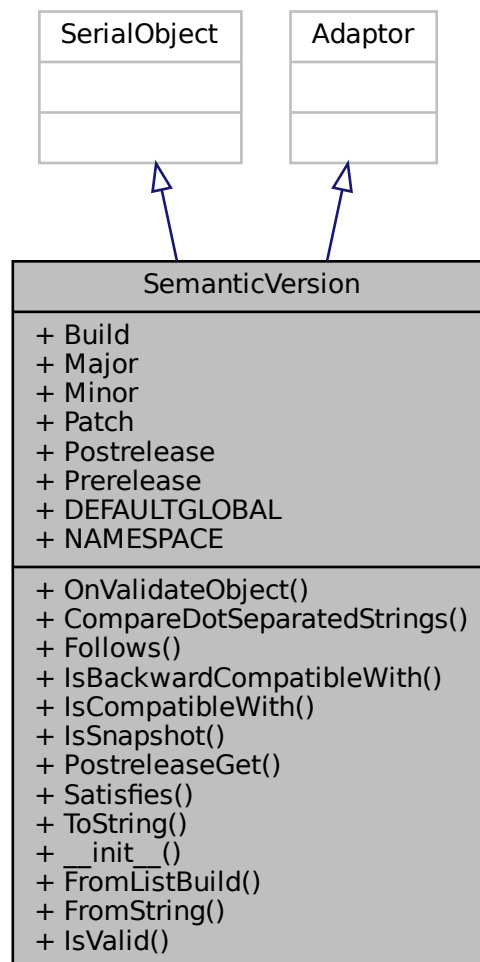 SerialObject
Adaptor
SemanticVersion
+ Build
+ Major
+ Minor
+ Patch
+ Postrelease
+ Prerelease
+ DEFAULTGLOBAL
+ NAMESPACE
+ OnValidateObject()
+ CompareDotSeparatedStrings()
+ Follows()
+ IsBackwardCompatibleWith()
+ IsCompatibleWith()
+ IsSnapshot()
+ PostreleaseGet()
+ Satisfies()
+ ToString()
+ __init__()
+ FromListBuild()
+ FromString()
+ IsValid()